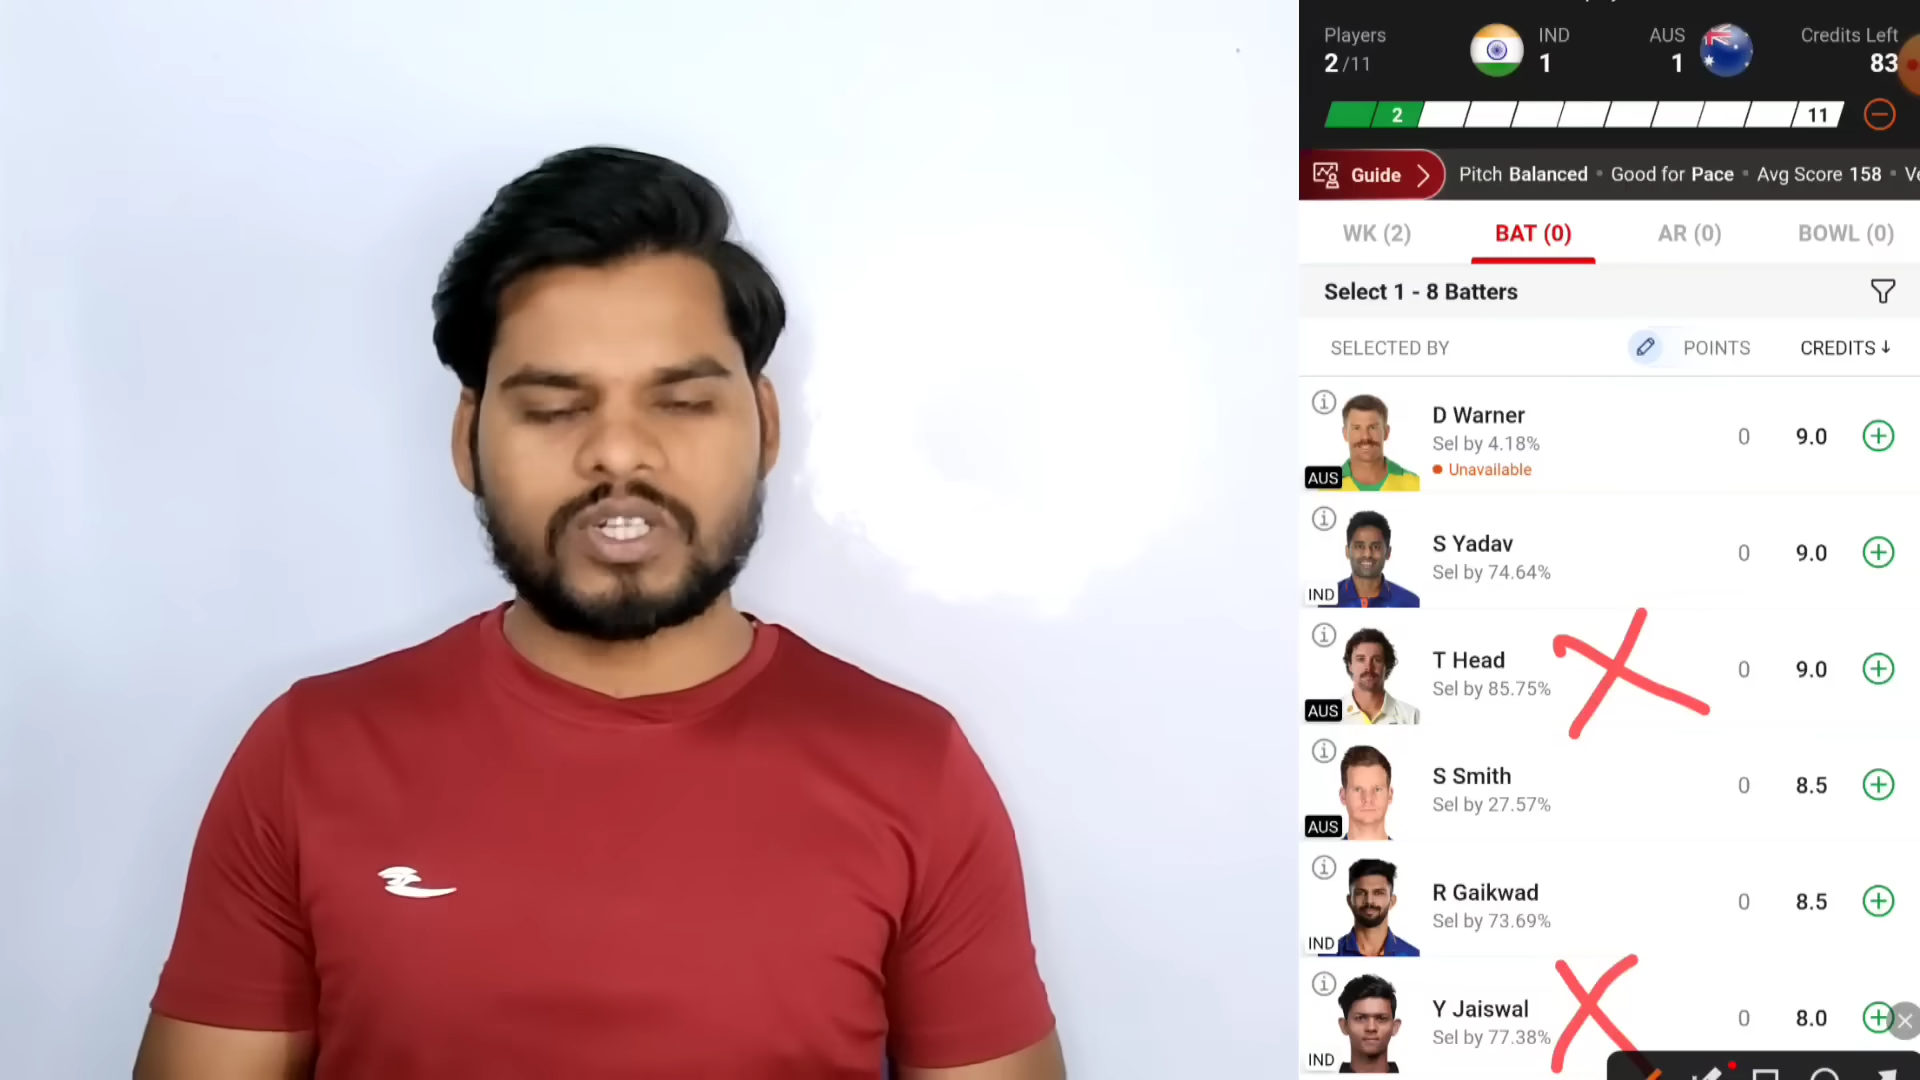 Players
2/11
IND
1
AUS
1
Credits Left
83
2
11
Guide
Pitch Balanced • Good for Pace • Avg Score 158 •
WK (2)
BAT (0)
AR (0)
BOWL (0)
Select 1 - 8 Batters
SELECTED BY
POINTS
CREDITS ↓
D Warner
Sel by 4.18%
Unavailable
AUS
0
9.0
S Yadav
Sel by 74.64%
IND
0
9.0
T Head
Sel by 85.75%
AUS
0
9.0
S Smith
Sel by 27.57%
AUS
0
8.5
R Gaikwad
Sel by 73.69%
IND
0
8.5
Y Jaiswal
Sel by 77.38%
IND
0
8.0